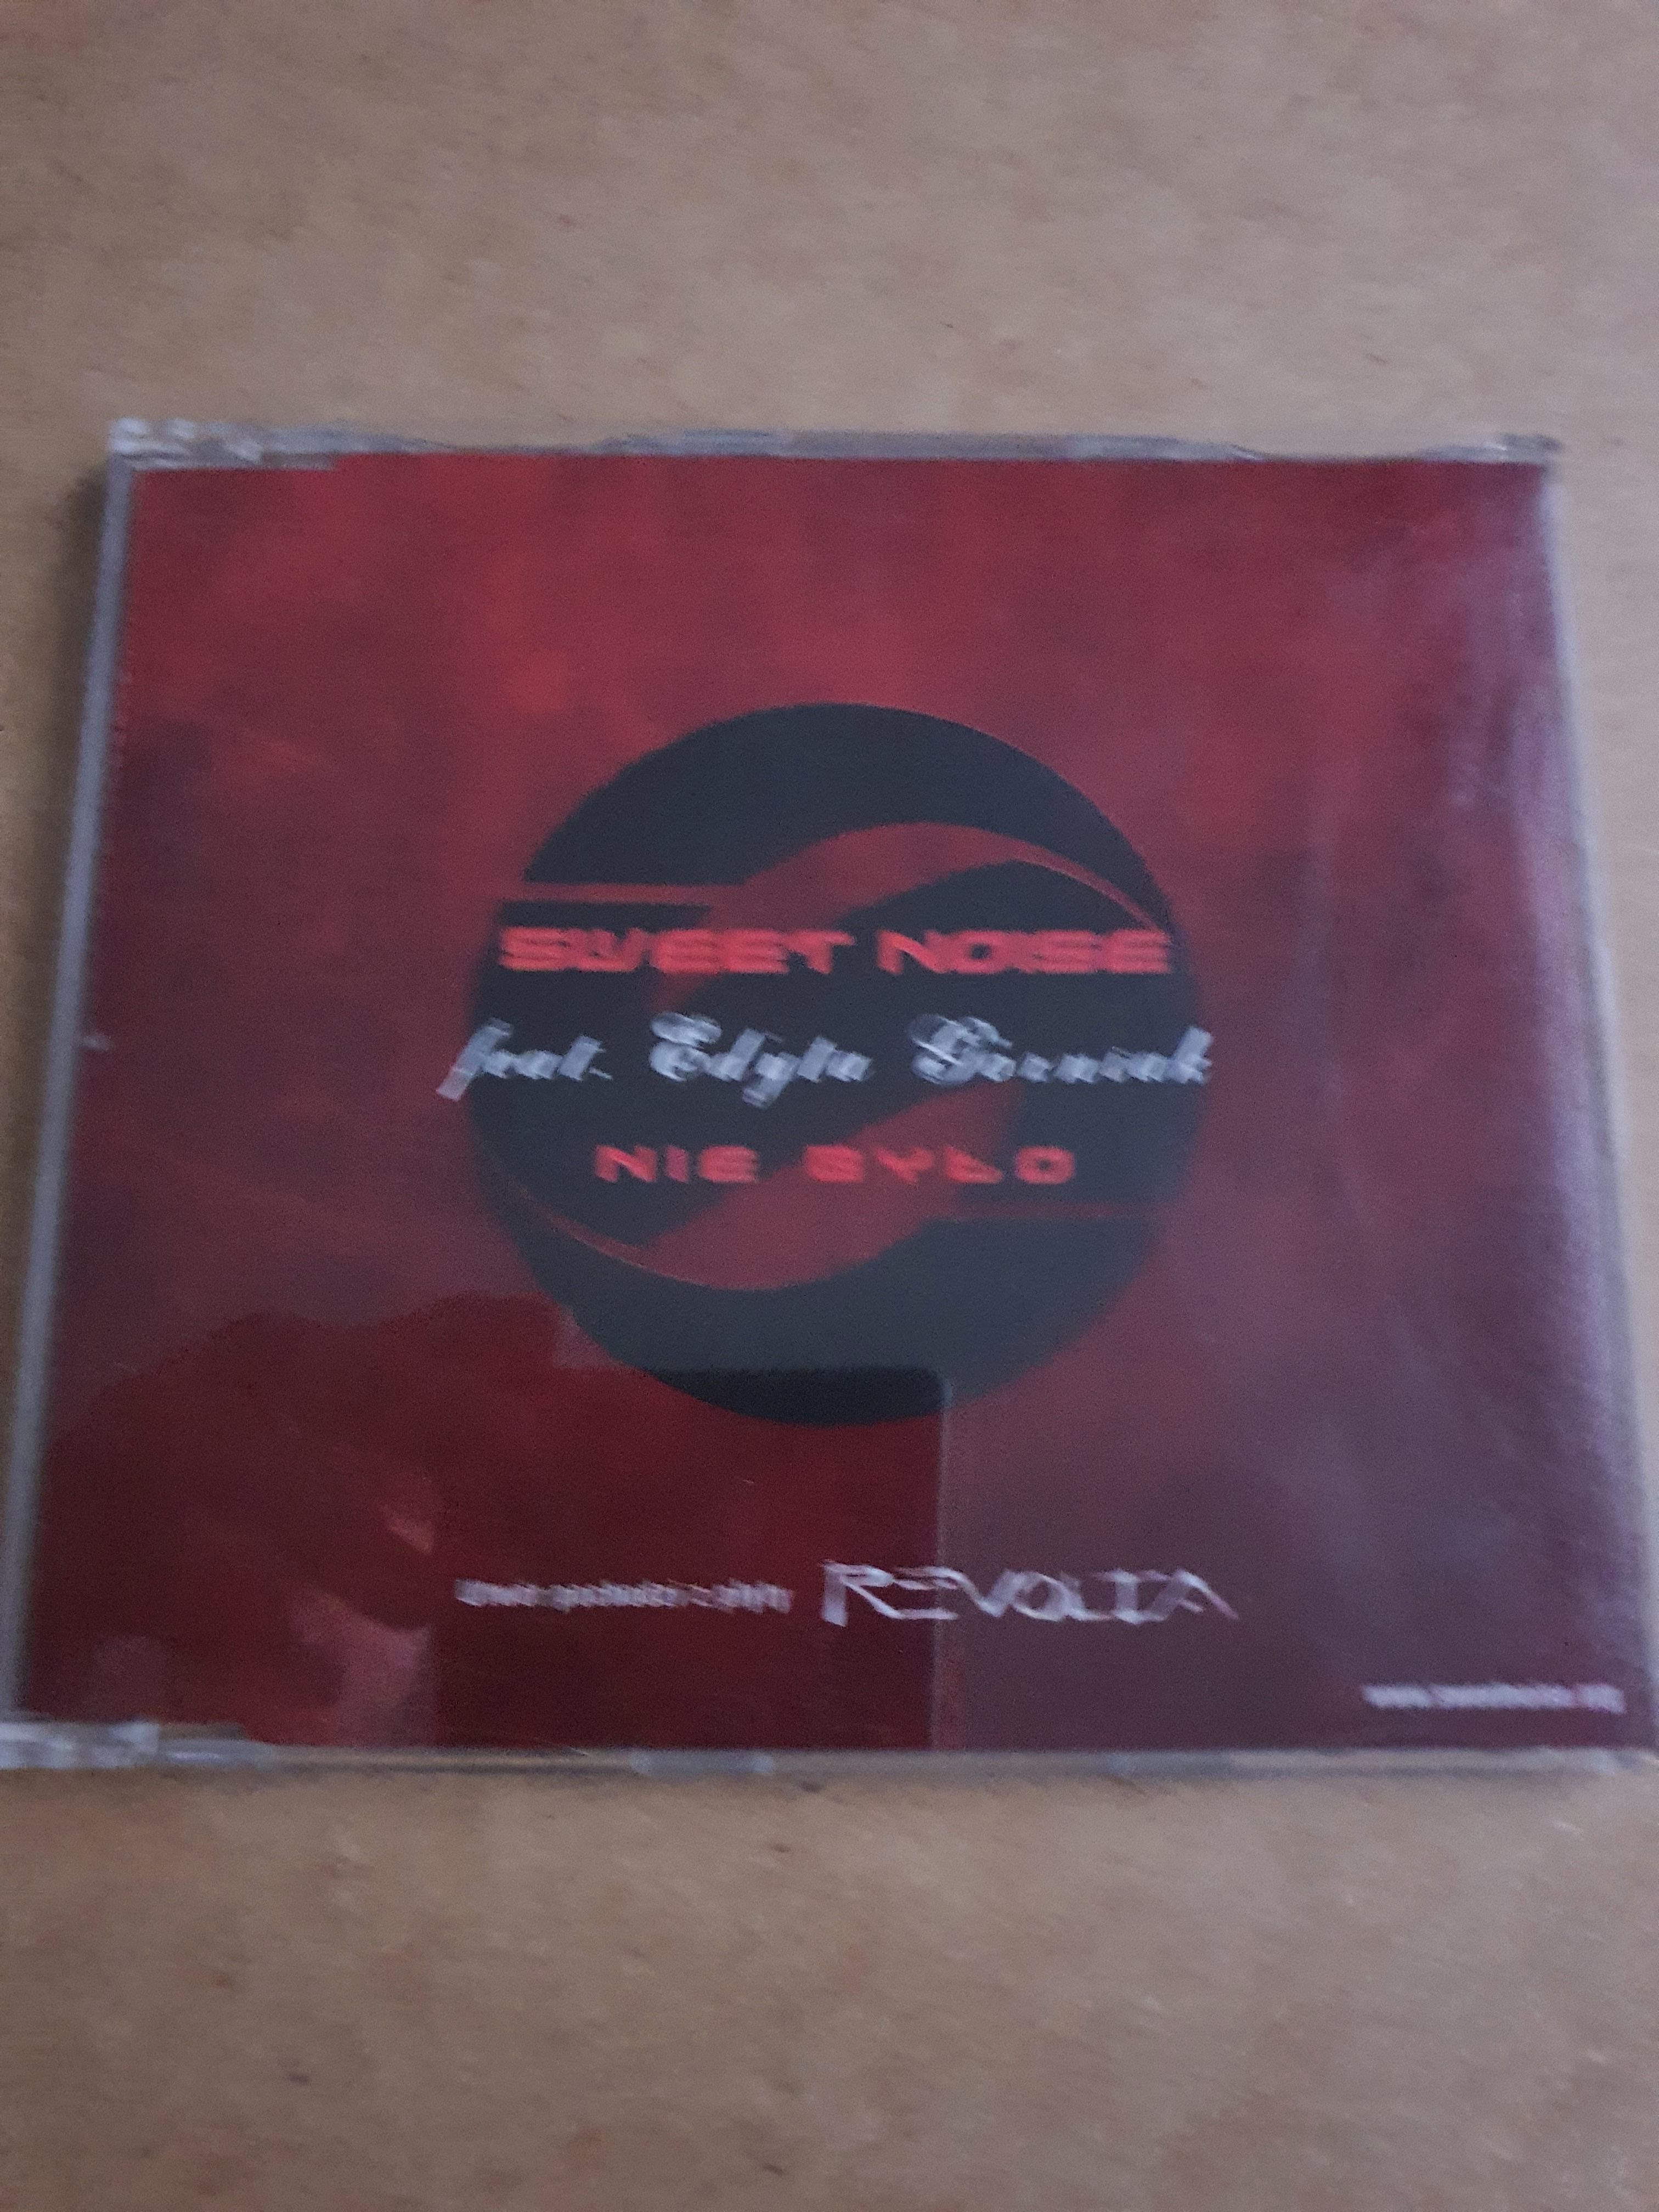 SWEET NOISE
feat. Edyta Górniak
NIE BYŁO
REVOLTA